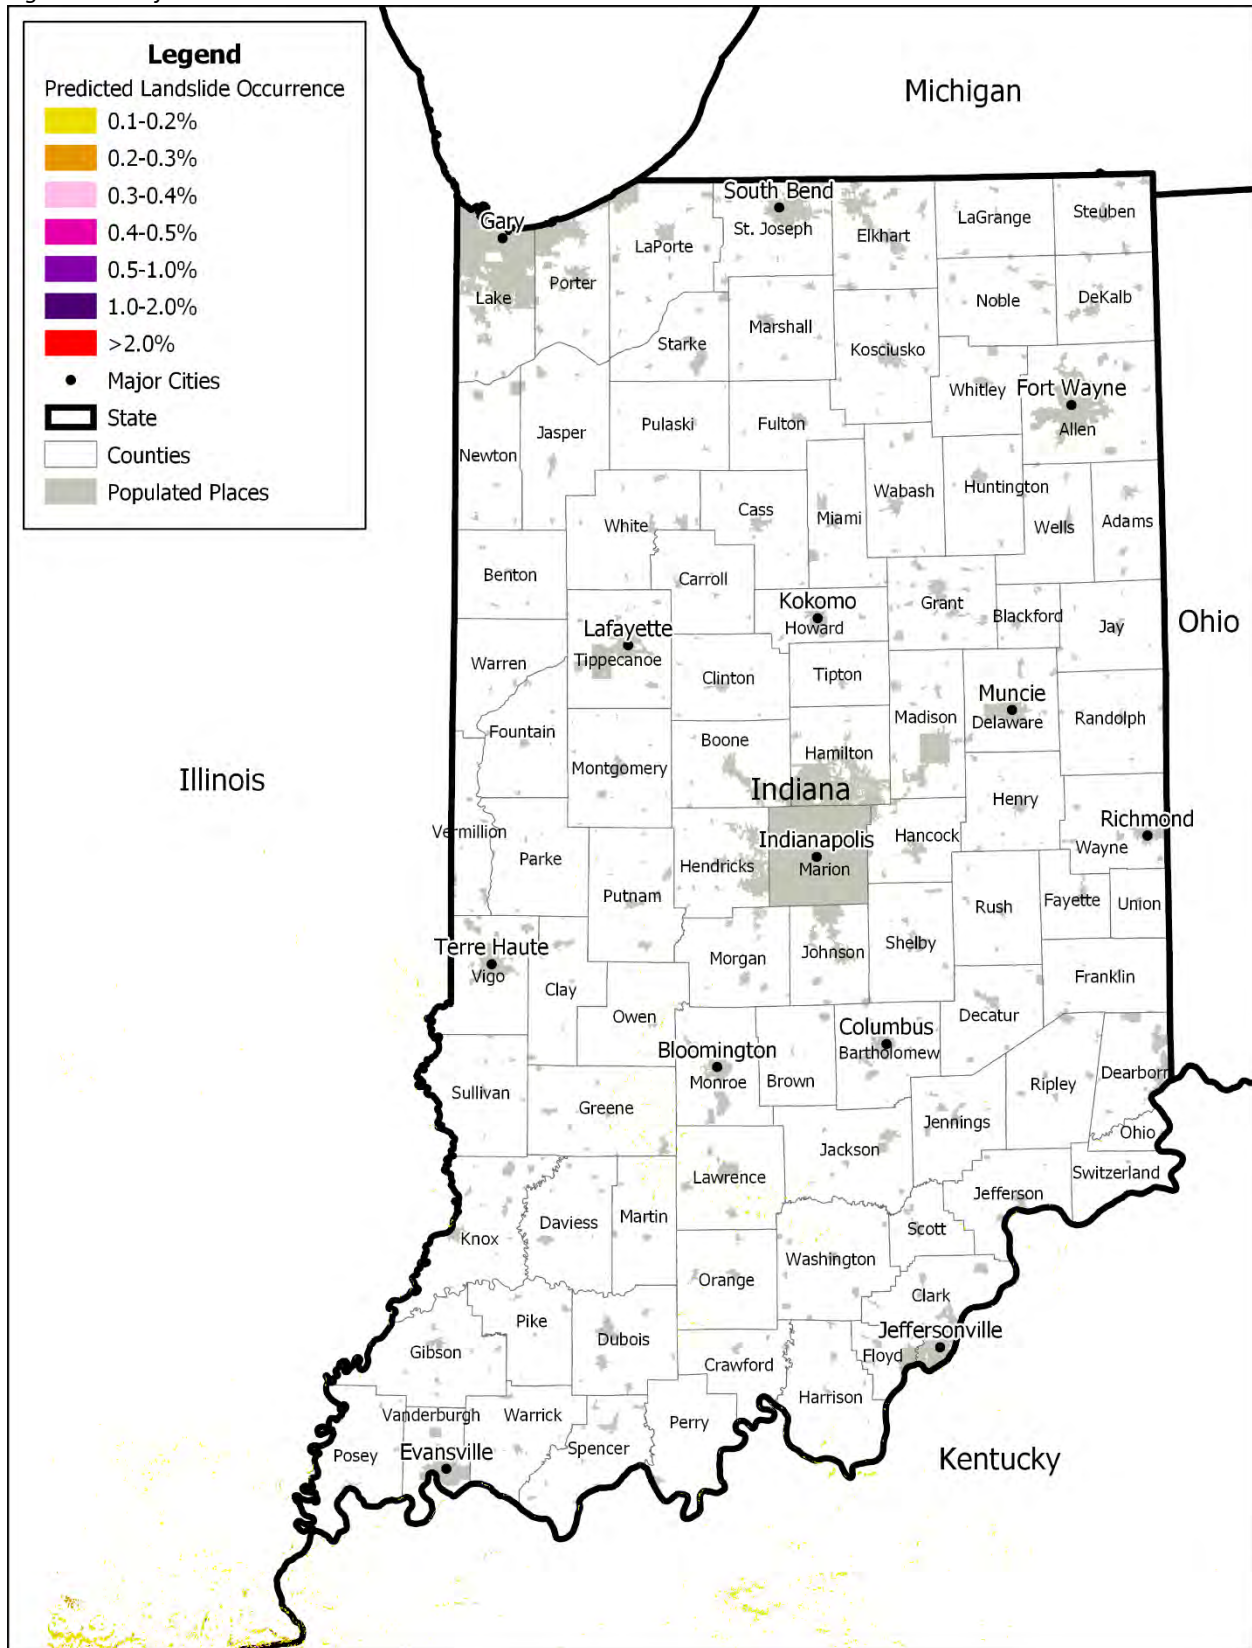 Legend
Predicted Landslide Occurrence
0.1-0.2%
0.2-0.3%
0.3-0.4%
0.4-0.5%
0.5-1.0%
1.0-2.0%
>2.0%
Major Cities
State
Counties
Populated Places
Michigan
South Bend
Gary
St. Joseph
Elkhart
LaGrange
Steuben
LaPorte
Porter
Lake
Noble
DeKalb
Marshall
Starke
Kosciusko
Whitley
Fort Wayne
Allen
Newton
Jasper
Pulaski
Fulton
Wabash
Huntington
White
Cass
Miami
Wells
Adams
Benton
Carroll
Grant
Blackford
Kokomo
Howard
Jay
Ohio
Lafayette
Tippecanoe
Warren
Clinton
Tipton
Muncie
Delaware
Madison
Randolph
Fountain
Boone
Hamilton
Montgomery
Illinois
Indiana
Henry
Richmond
Wayne
Vermillion
Parke
Hendricks
Indianapolis
Marion
Hancock
Putnam
Rush
Fayette
Union
Terre Haute
Vigo
Clay
Morgan
Johnson
Shelby
Franklin
Owen
Decatur
Columbus
Bartholomew
Bloomington
Monroe
Brown
Ripley
Dearborn
Sullivan
Greene
Jennings
Ohio
Jackson
Lawrence
Switzerland
Jefferson
Knox
Daviess
Martin
Scott
Washington
Orange
Clark
Pike
Jeffersonville
Gibson
Dubois
Floyd
Crawford
Harrison
Vanderburgh
Warrick
Perry
Posey
Evansville
Spencer
Kentucky